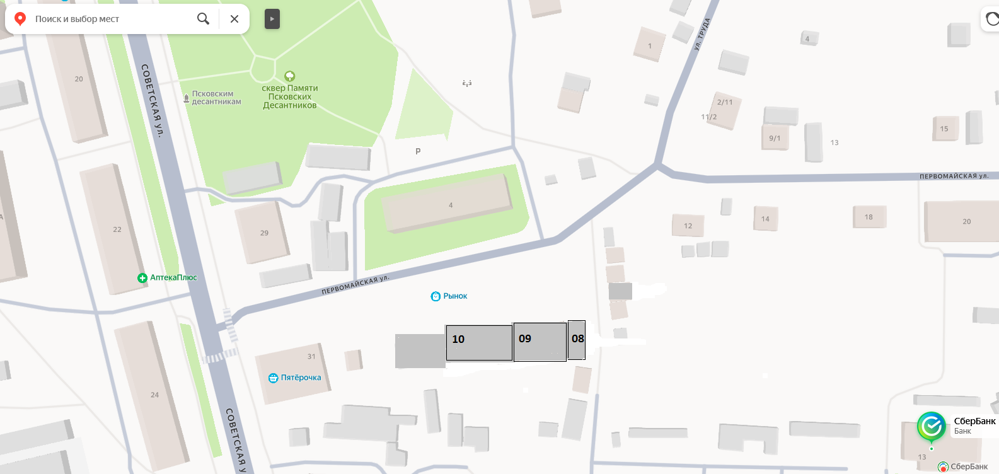 Поиск и выбор мест
ул. ТРУДА
1
4
20
СОВЕТСКАЯ ул.
сквер Памяти
Псковских
Десантников
Псковским
десантникам
2/11
11/2
15
9/1
13
P
ПЕРВОМАЙСКАЯ ул.
4
29
22
12
14
18
20
АптекаПлюс
ПЕРВОМАЙСКАЯ ул.
Рынок
10
09
08
31
Пятёрочка
24
СОВЕТСКАЯ у
СберБанк
Банк
13
СберБанк